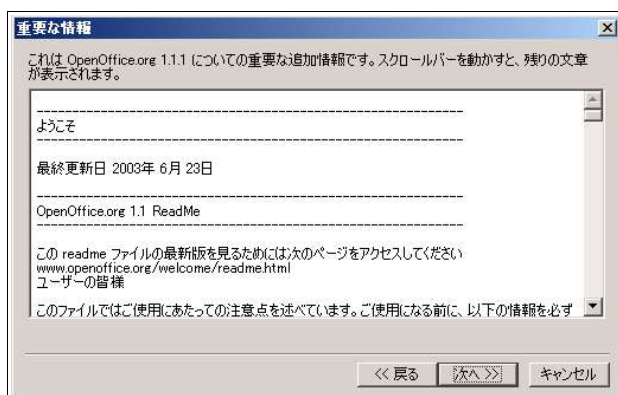 重要な情報
これは OpenOffice.org 1.1.1 についての重要な追加情報です。スクロールバーを動かすと、残りの文章
が表示されます。
------------------------------------------------------------
ようこそ
------------------------------------------------------------
最終更新日 2003年 6月 23日
------------------------------------------------------------
OpenOffice.org 1.1 ReadMe
------------------------------------------------------------
この readme ファイルの最新版を見るためには次のページをアクセスしてください
www.openoffice.org/welcome/readme.html
ユーザーの皆様
このファイルではご使用にあたっての注意点を述べています。ご使用になる前に、以下の情報を必ず
<< 戻る 次へ >> キャンセル